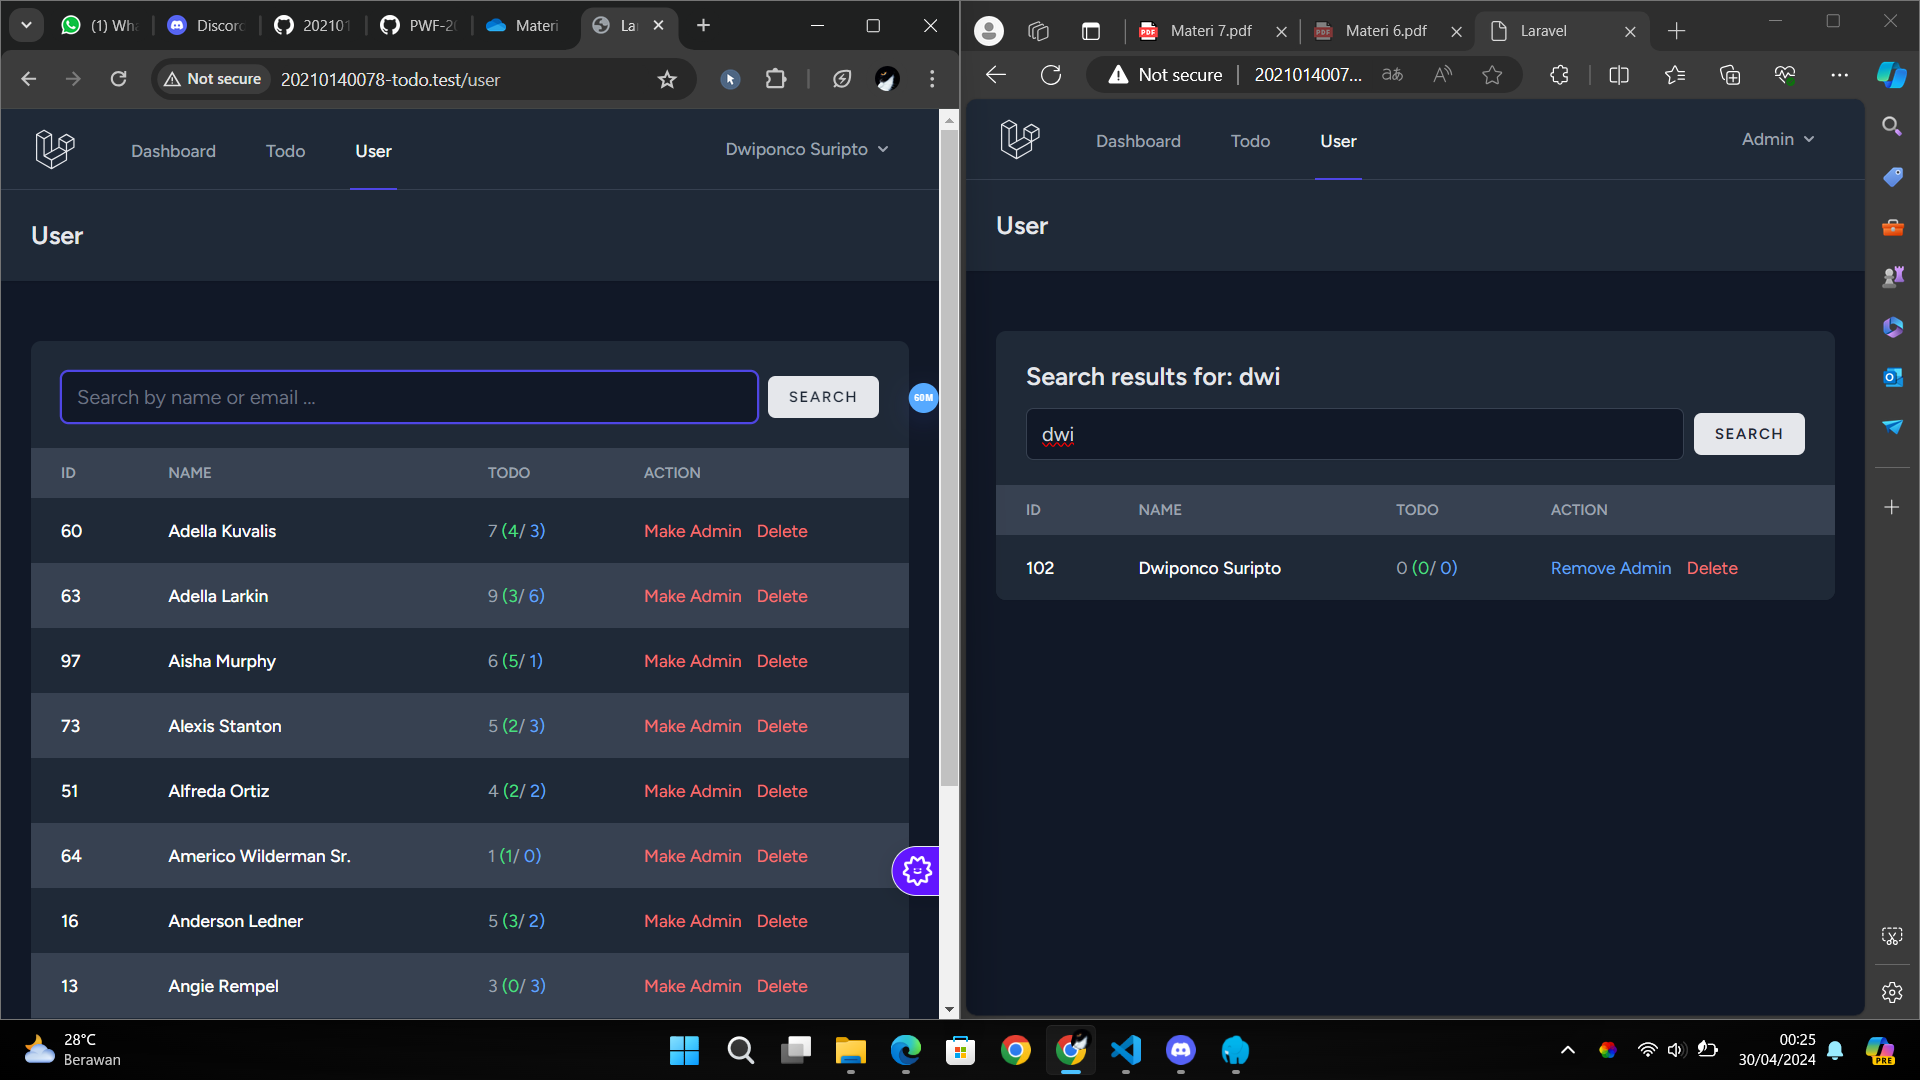 (1) Wha
Discor
202101
PWF-20
Materi
La
Not secure
20210140078-todo.test/user
Dashboard
Todo
User
Dwiponco Suripto
User
Search by name or email ...
SEARCH
60M
ID NAME TODO ACTION
60 Adella Kuvalis 7 (4/ 3) Make Admin Delete
63 Adella Larkin 9 (3/ 6) Make Admin Delete
97 Aisha Murphy 6 (5/ 1) Make Admin Delete
73 Alexis Stanton 5 (2/ 3) Make Admin Delete
51 Alfreda Ortiz 4 (2/ 2) Make Admin Delete
64 Americo Wilderman Sr. 1 (1/ 0) Make Admin Delete
16 Anderson Ledner 5 (3/ 2) Make Admin Delete
13 Angie Rempel 3 (0/ 3) Make Admin Delete
PDF
Materi 7.pdf
PDF
Materi 6.pdf
Laravel
Not secure
2021014007...
Dashboard
Todo
User
Admin
User
Search results for: dwi
dwi
SEARCH
ID NAME TODO ACTION
102 Dwiponco Suripto 0 (0/ 0) Remove Admin Delete
28°C
Berawan
00:25
30/04/2024
PRE